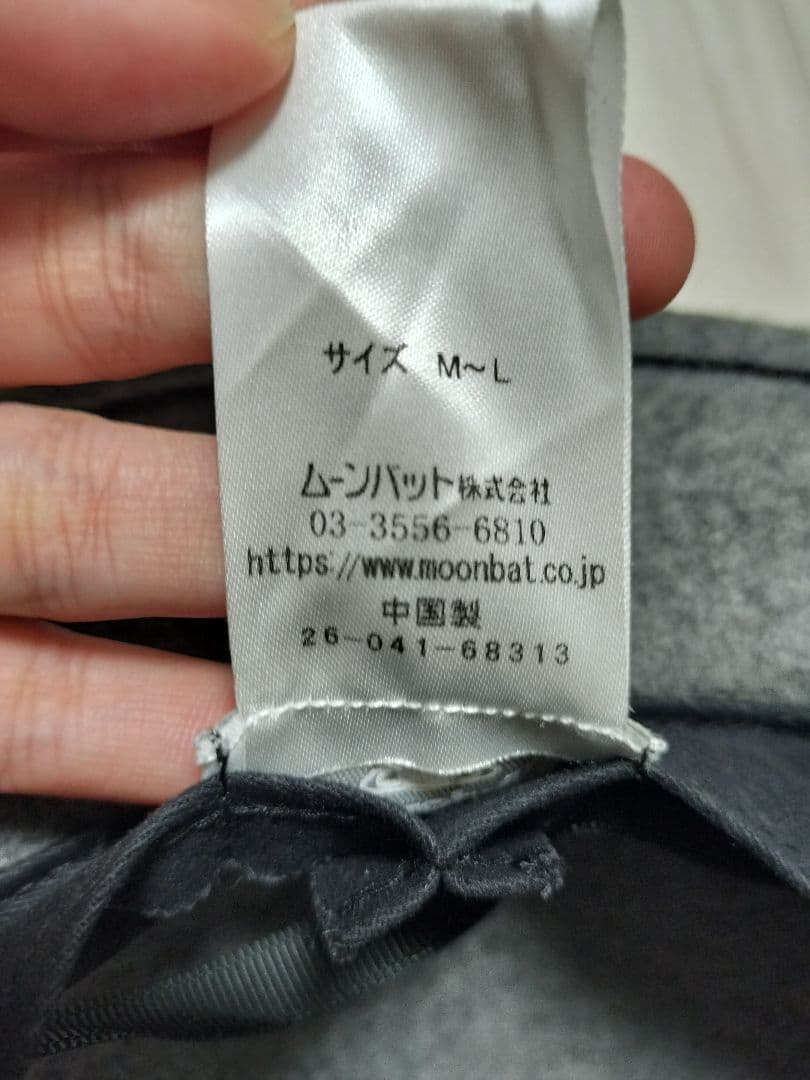 サイズ M～L
ムーンバット株式会社
03-3556-6810
https://www.moonbat.co.jp
中国製
26-041-68313